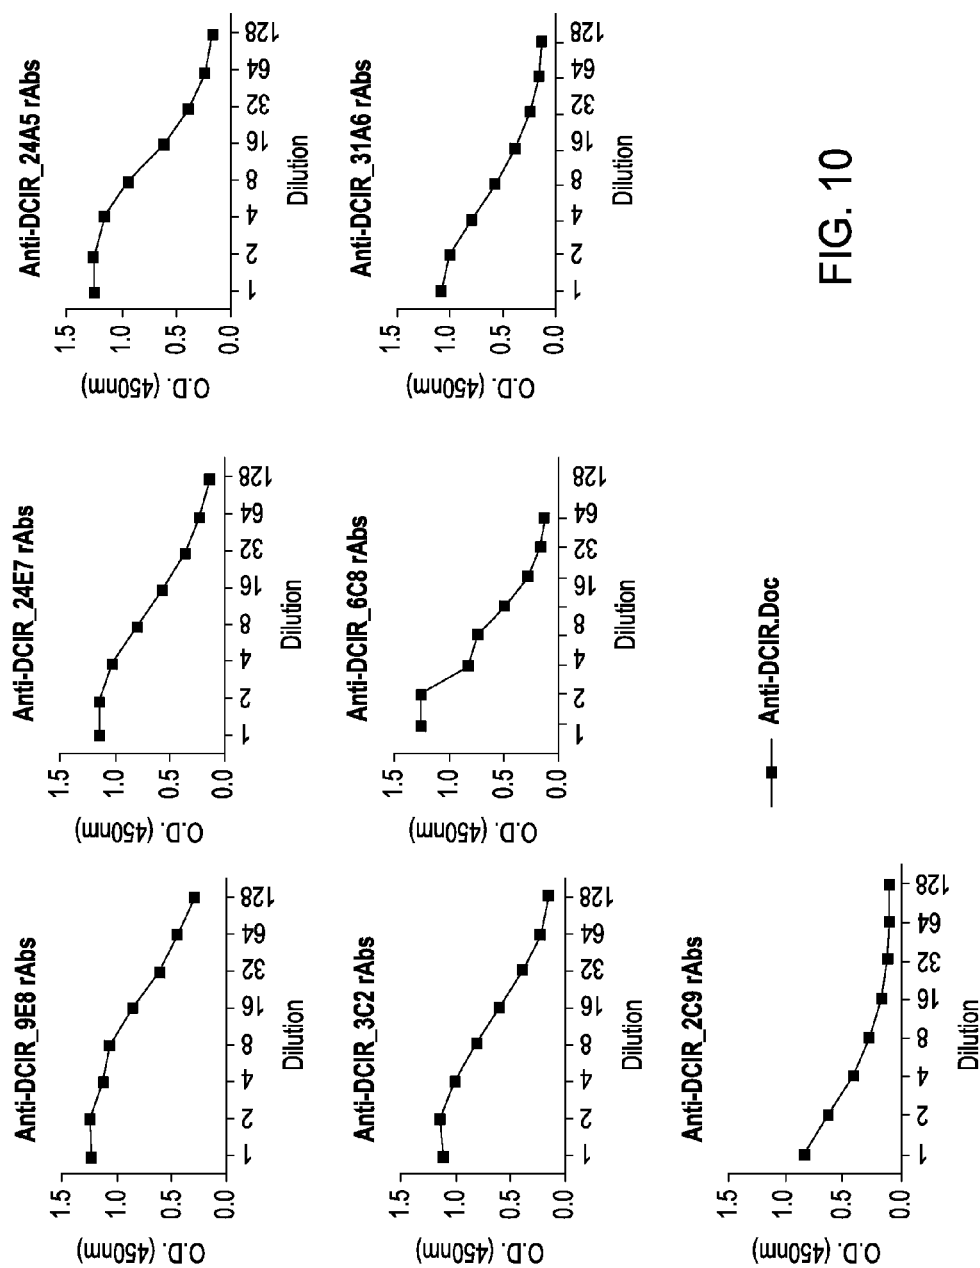 Anti-DCIR_9E8 rAbs
1.5
1.0
0.5
0.0
O.D. (450nm)
1 2 4 8 16 32 64 128
Dilution
Anti-DCIR_24E7 rAbs
1.5
1.0
0.5
0.0
O.D. (450nm)
1 2 4 8 16 32 64 128
Dilution
Anti-DCIR_24A5 rAbs
1.5
1.0
0.5
0.0
O.D. (450nm)
1 2 4 8 16 32 64 128
Dilution
Anti-DCIR_3C2 rAbs
1.5
1.0
0.5
0.0
O.D. (450nm)
1 2 4 8 16 32 64 128
Dilution
Anti-DCIR_6C8 rAbs
1.5
1.0
0.5
0.0
O.D. (450nm)
1 2 4 8 16 32 64 128
Dilution
Anti-DCIR_31A6 rAbs
1.5
1.0
0.5
0.0
O.D. (450nm)
1 2 4 8 16 32 64 128
Dilution
Anti-DCIR_2C9 rAbs
1.5
1.0
0.5
0.0
O.D. (450nm)
1 2 4 8 16 32 64 128
Dilution
Anti-DCIR.Doc
FIG. 10